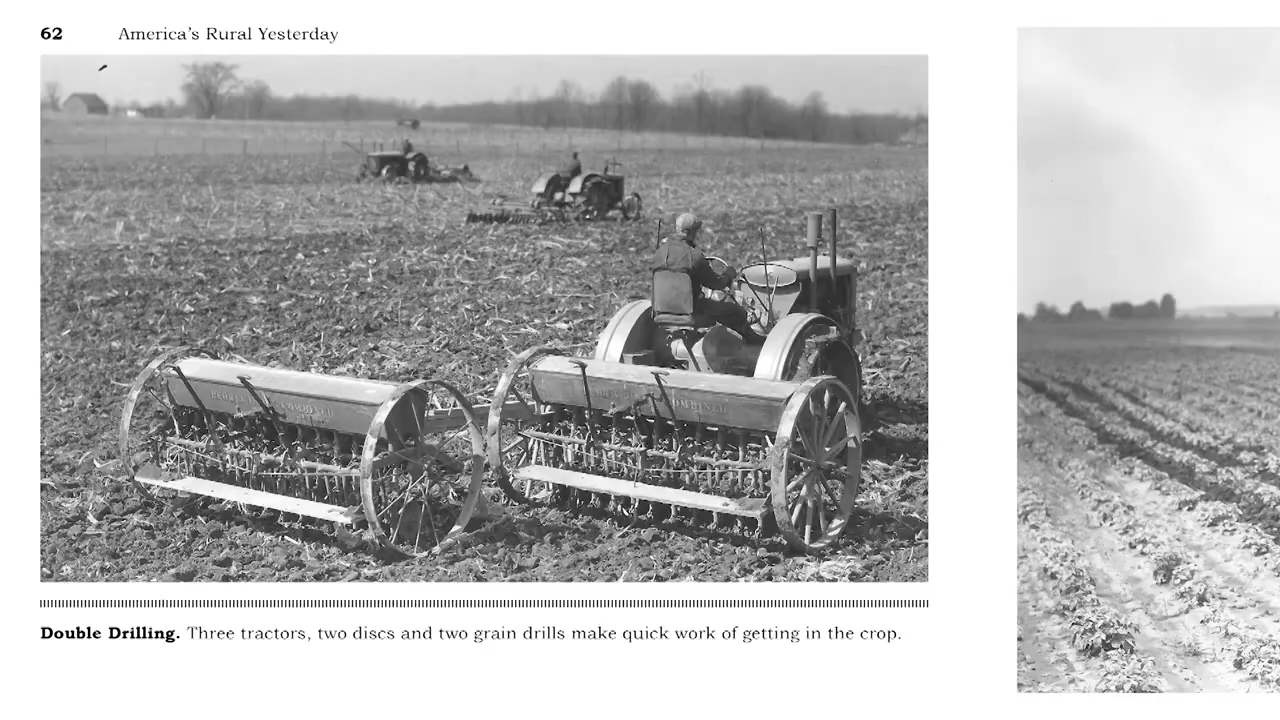 62 America's Rural Yesterday
Double Drilling. Three tractors, two discs and two grain drills make quick work of getting in the crop.